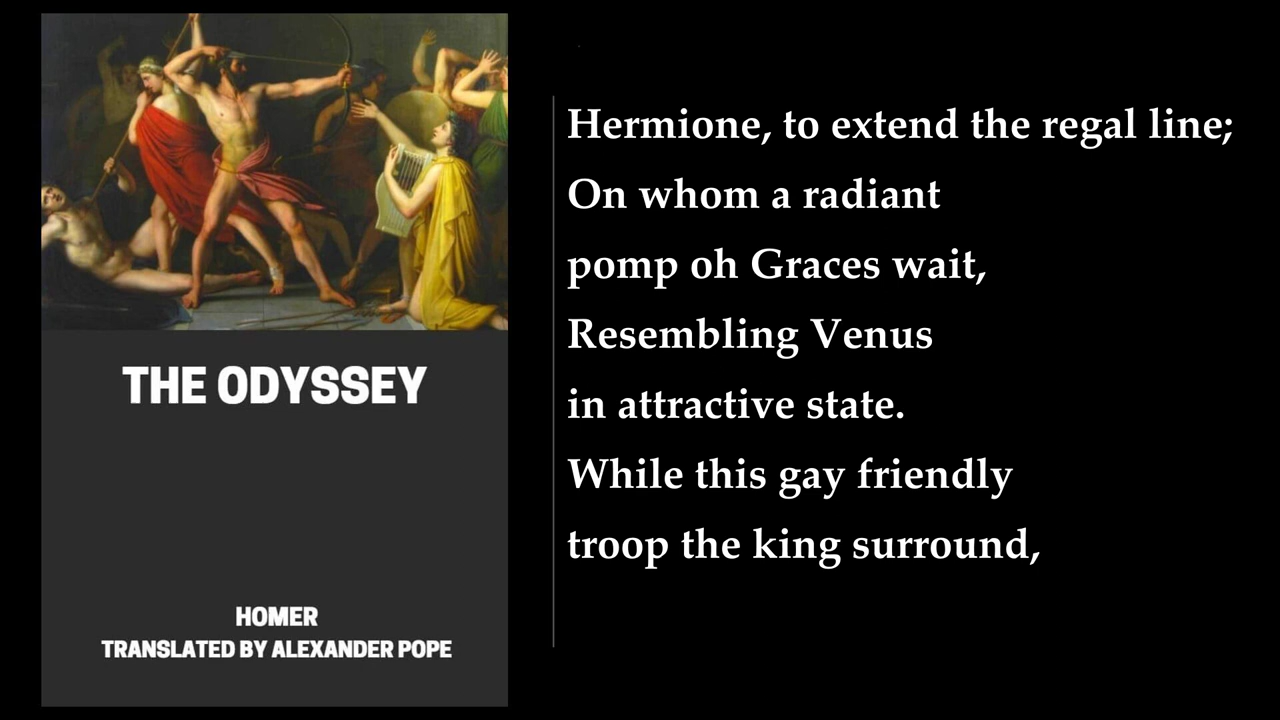 THE ODYSSEY
HOMER
TRANSLATED BY ALEXANDER POPE
Hermione, to extend the regal line;
On whom a radiant
pomp oh Graces wait,
Resembling Venus
in attractive state.
While this gay friendly
troop the king surround,